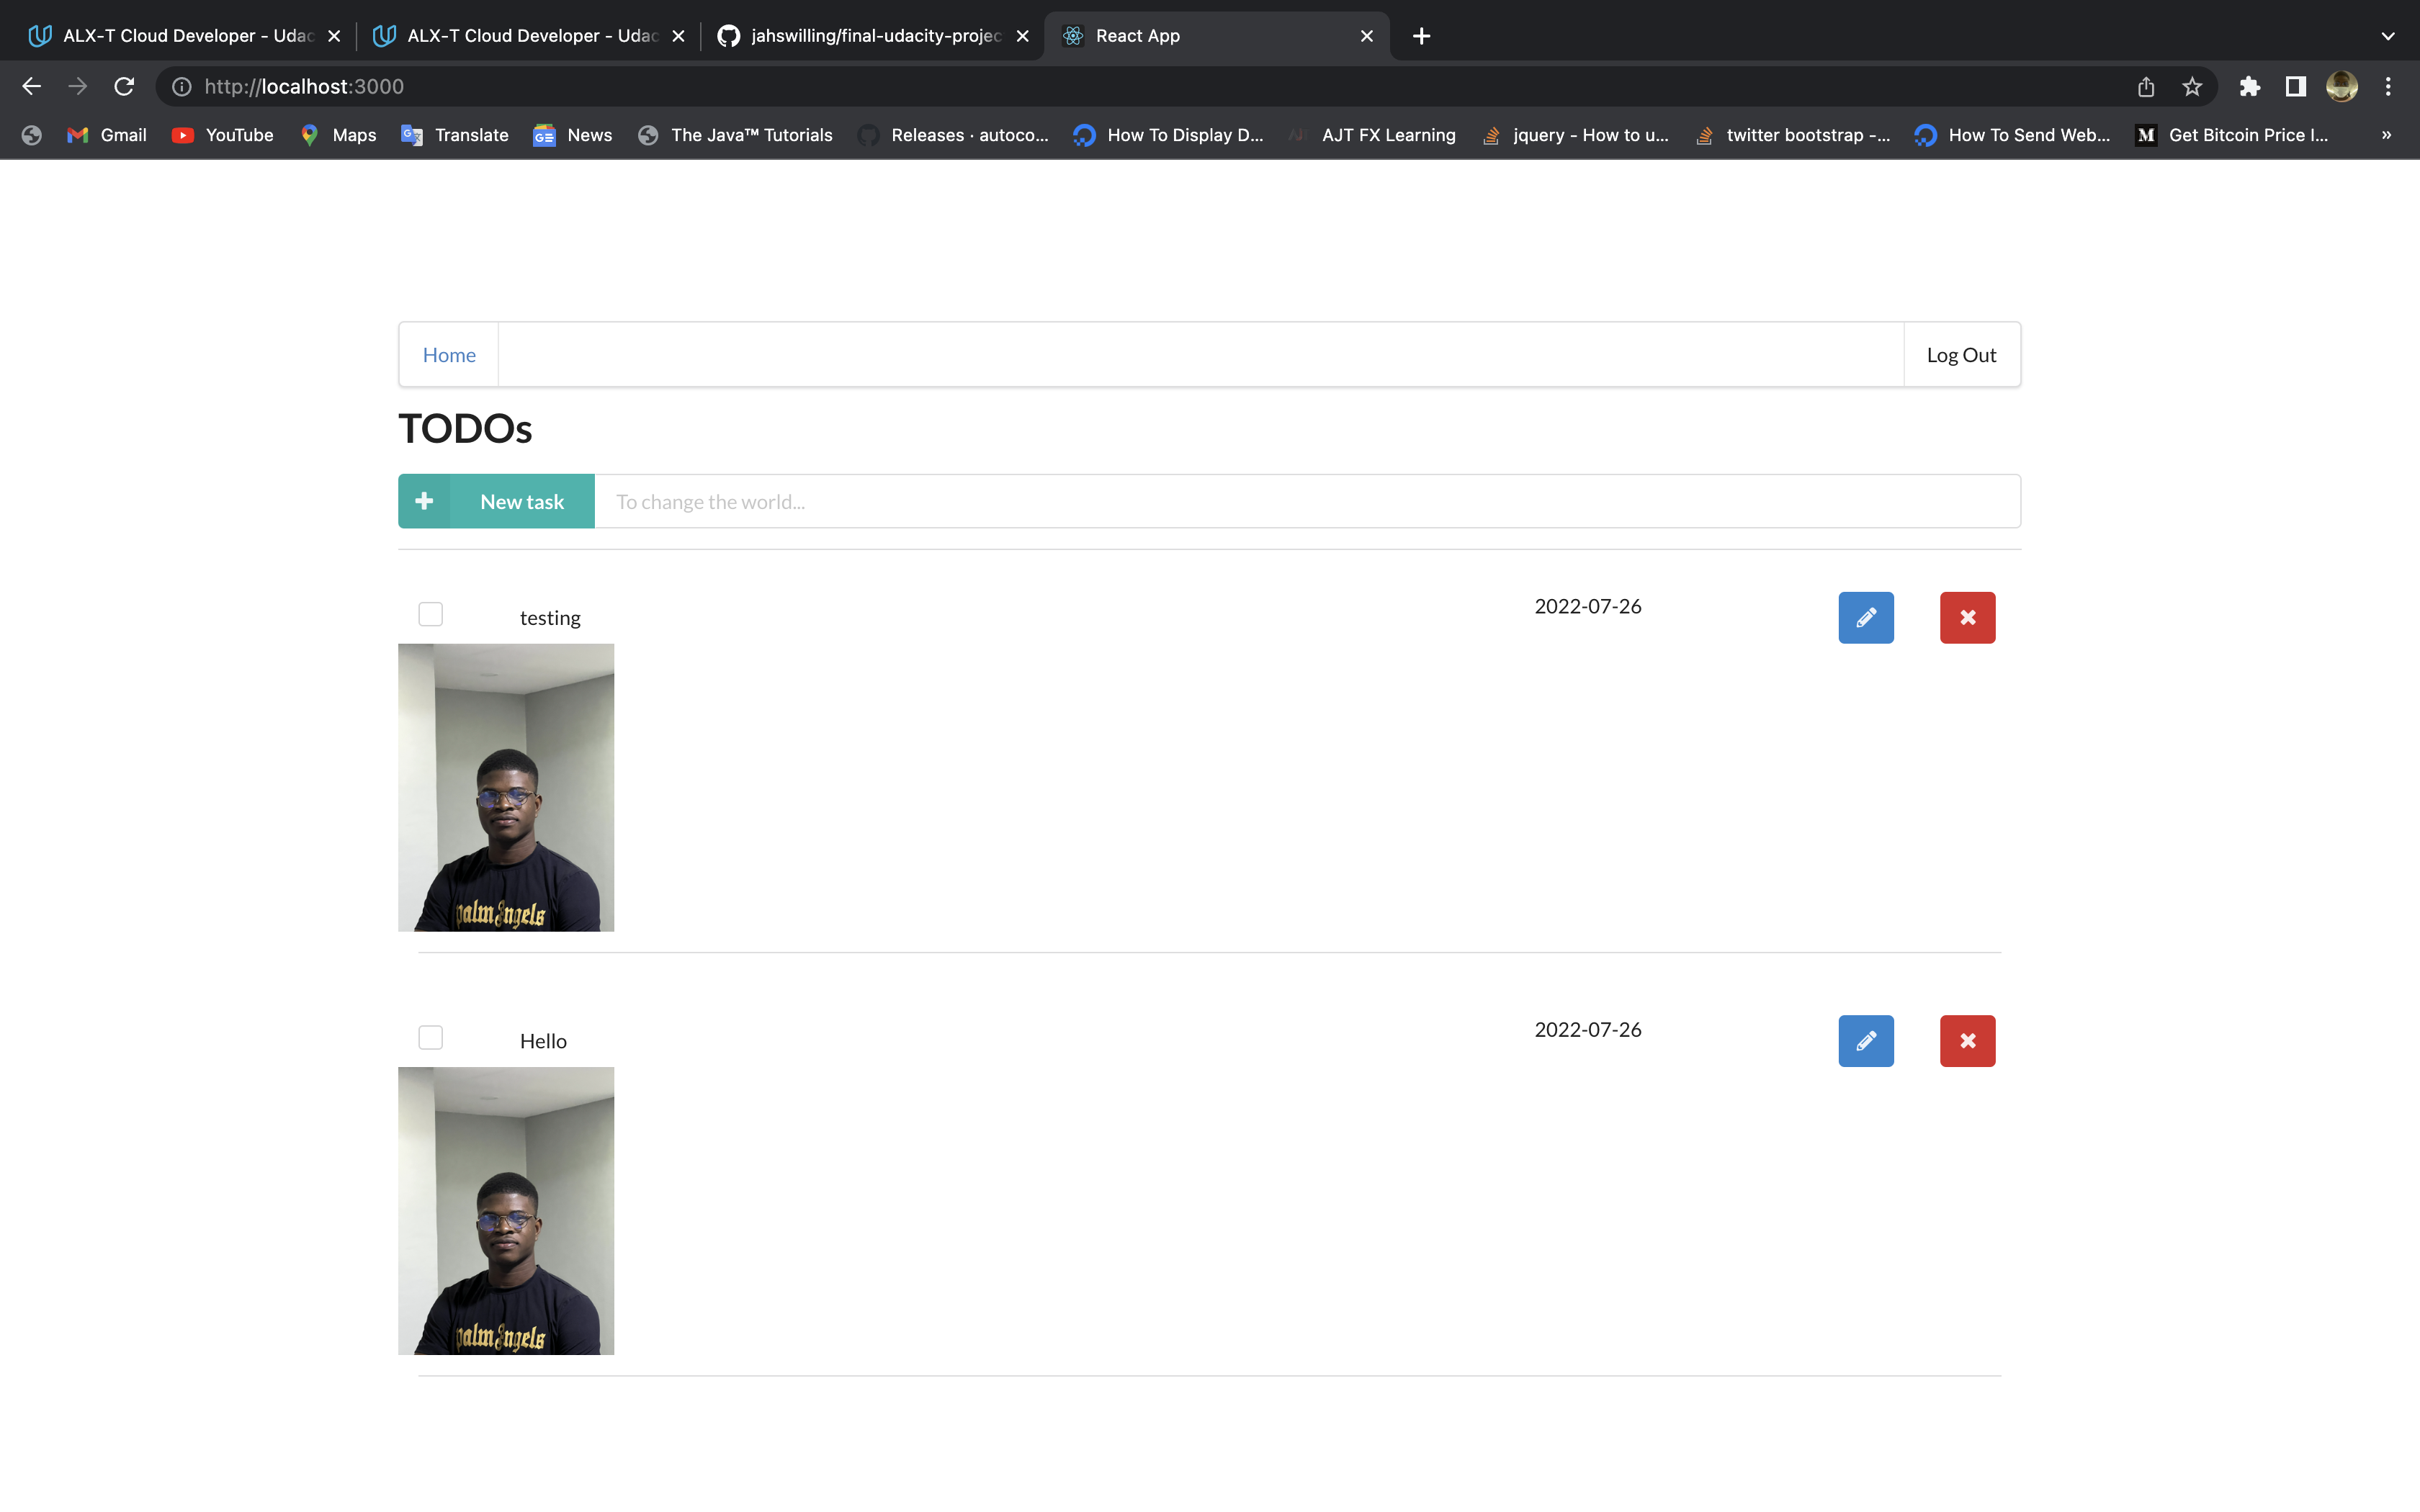 ALX-T Cloud Developer - Udac
ALX-T Cloud Developer - Udac
jahswilling/final-udacity-projec
React App
http://localhost:3000
Gmail
YouTube
Maps
Translate
News
The Java™ Tutorials
Releases · autoco...
How To Display D...
AJT FX Learning
jquery - How to u...
twitter bootstrap -...
How To Send Web...
M
Get Bitcoin Price I...
»
Home
Log Out
TODOs
New task
To change the world...
testing
2022-07-26
palm Angels
Hello
2022-07-26
palm Angels